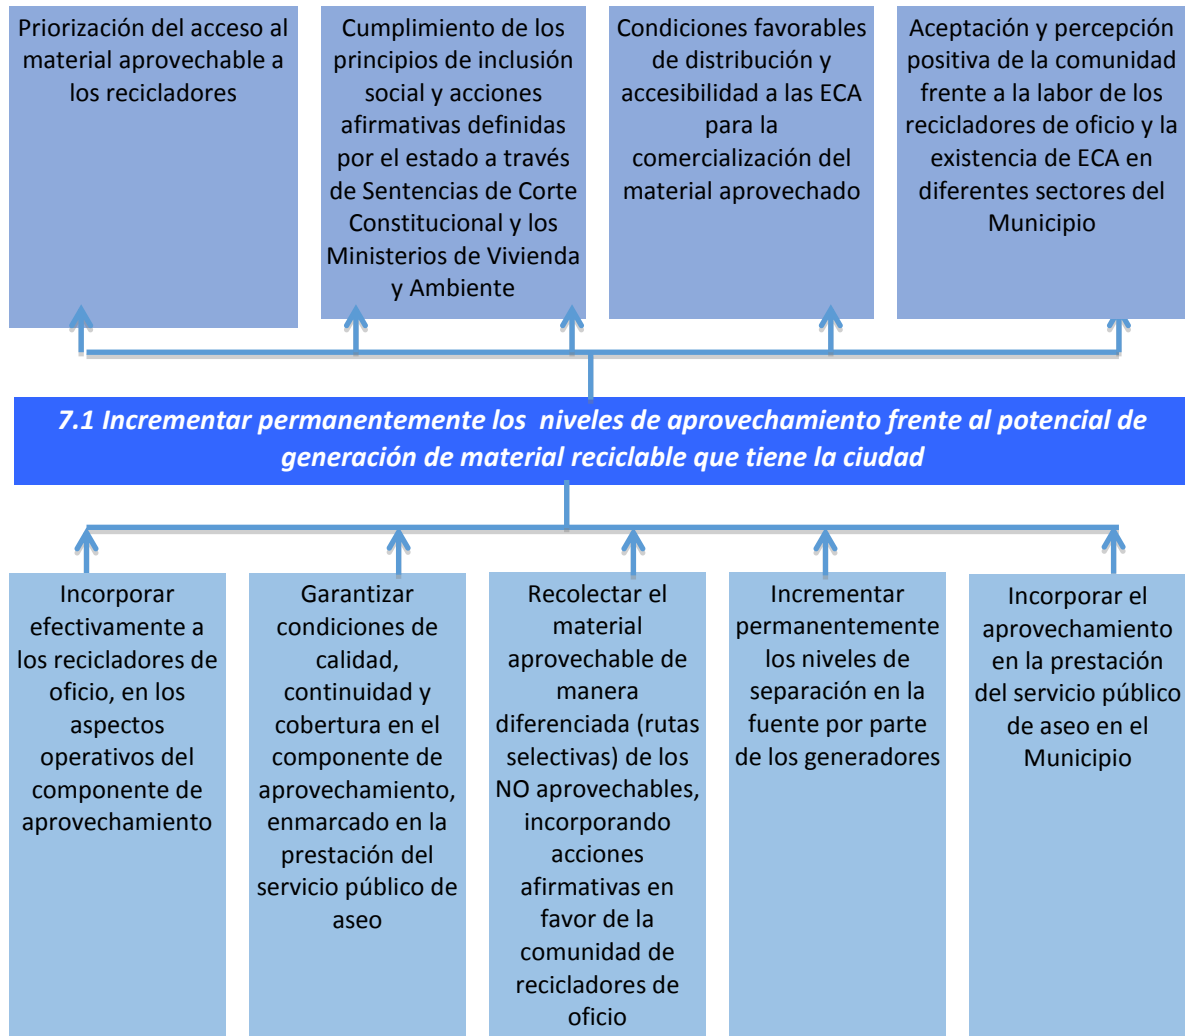 Priorización del acceso al
material aprovechable a
los recicladores
Cumplimiento de los
principios de inclusión
social y acciones
afirmativas definidas
por el estado a través
de Sentencias de Corte
Constitucional y los
Ministerios de Vivienda
y Ambiente
Condiciones favorables
de distribución y
accesibilidad a las ECA
para la
comercialización del
material aprovechado
Aceptación y percepción
positiva de la comunidad
frente a la labor de los
recicladores de oficio y la
existencia de ECA en
diferentes sectores del
Municipio
7.1 Incrementar permanentemente los niveles de aprovechamiento frente al potencial de
generación de material reciclable que tiene la ciudad
Incorporar
efectivamente a
los recicladores de
oficio, en los
aspectos
operativos del
componente de
aprovechamiento
Garantizar
condiciones de
calidad,
continuidad y
cobertura en el
componente de
aprovechamiento,
enmarcado en la
prestación del
servicio público de
aseo
Recolectar el
material
aprovechable de
manera
diferenciada (rutas
selectivas) de los
NO aprovechables,
incorporando
acciones
afirmativas en
favor de la
comunidad de
recicladores de
oficio
Incrementar
permanentemente
los niveles de
separación en la
fuente por parte
de los generadores
Incorporar el
aprovechamiento
en la prestación
del servicio público
de aseo en el
Municipio